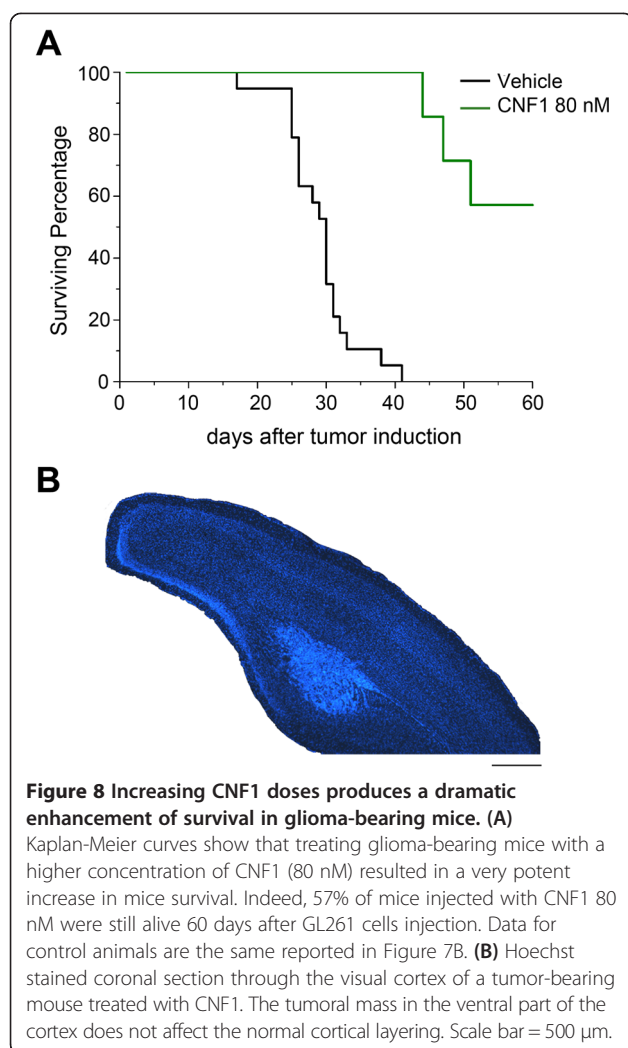 A
100
80
60
40
20
0
Surviving Percentage
Vehicle
CNF1 80 nM
0 10 20 30 40 50 60
days after tumor induction
B
Figure 8 Increasing CNF1 doses produces a dramatic
enhancement of survival in glioma-bearing mice. (A)
Kaplan-Meier curves show that treating glioma-bearing mice with a
higher concentration of CNF1 (80 nM) resulted in a very potent
increase in mice survival. Indeed, 57% of mice injected with CNF1 80
nM were still alive 60 days after GL261 cells injection. Data for
control animals are the same reported in Figure 7B. (B) Hoechst
stained coronal section through the visual cortex of a tumor-bearing
mouse treated with CNF1. The tumoral mass in the ventral part of the
cortex does not affect the normal cortical layering. Scale bar = 500 μm.